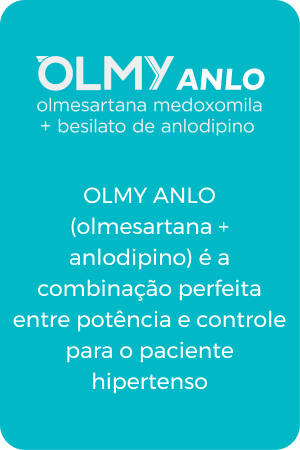 OLMY ANLO
olmesartana medoxomila
+ besilato de anlodipino
OLMY ANLO
(olmesartana +
anlodipino) é a
combinação perfeita
entre potência e controle
para o paciente
hipertenso